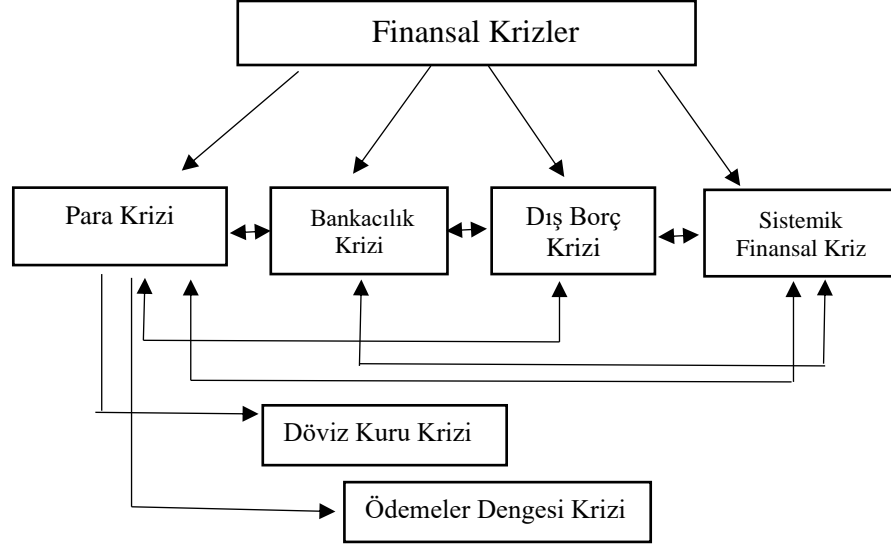 Finansal Krizler
Para Krizi
Bankacılık
Krizi
Dış Borç
Krizi
Sistemik
Finansal Kriz
Döviz Kuru Krizi
Ödemeler Dengesi Krizi